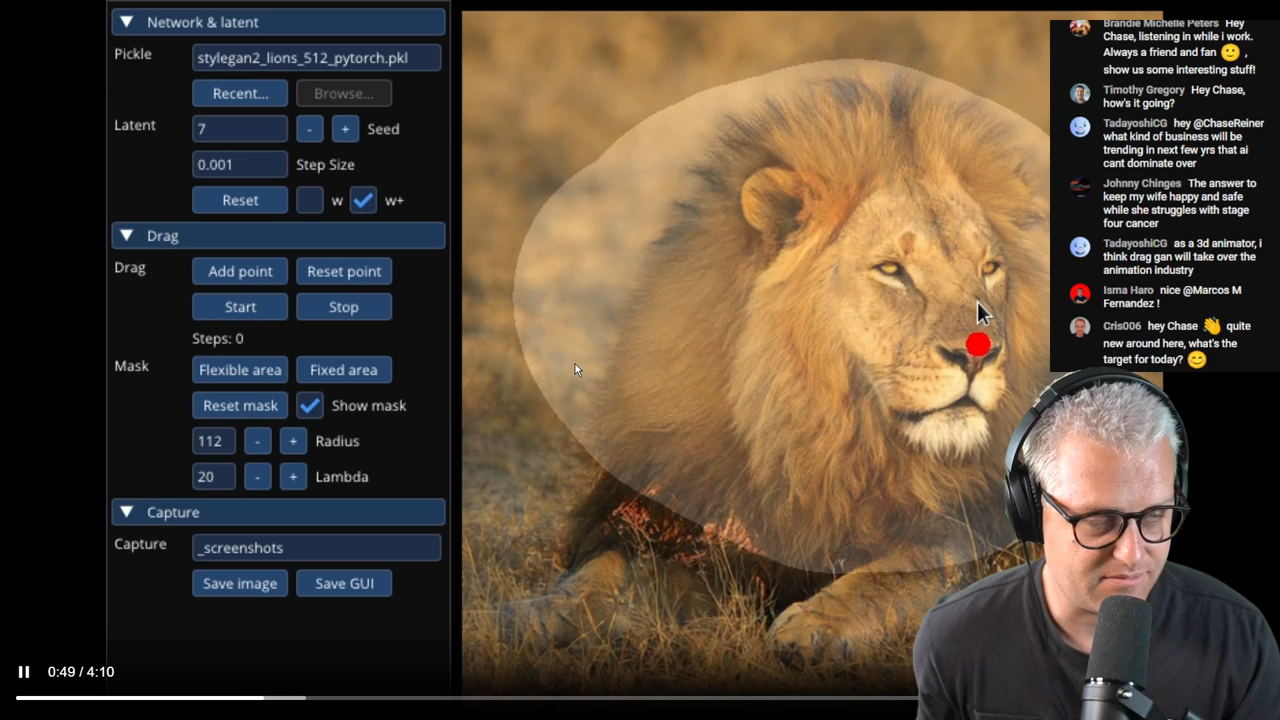 Network & latent
Pickle
stylegan2_lions_512_pytorch.pkl
Recent...
Browse...
Latent
7
-
+
Seed
0.001
Step Size
Reset
w
w+
Drag
Drag
Add point
Reset point
Start
Stop
Steps: 0
Mask
Flexible area
Fixed area
Reset mask
Show mask
112
-
+
Radius
20
-
+
Lambda
Capture
Capture
_screenshots
Save image
Save GUI
0:49 / 4:10
Brandie Michelle Peters Hey
Chase, listening in while i work.
Always a friend and fan 🙂 ,
show us some interesting stuff!
Timothy Gregory Hey Chase,
how's it going?
TadayoshiCG hey @ChaseReiner
what kind of business will be
trending in next few yrs that ai
cant dominate over
Johnny Chinges The answer to
keep my wife happy and safe
while she struggles with stage
four cancer
TadayoshiCG as a 3d animator, i
think drag gan will take over the
animation industry
Isma Haro nice @Marcos M
Fernandez !
Cris006 hey Chase 👋 quite
new around here, what's the
target for today? 😊